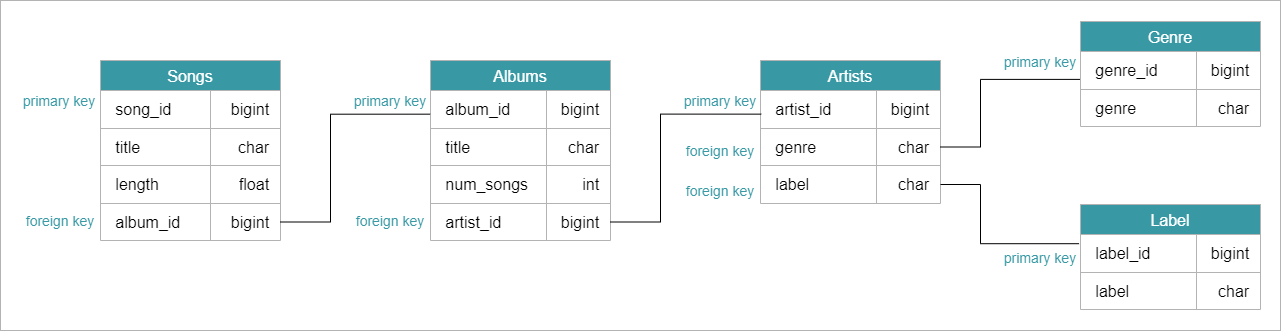 Songs
primary key song_id bigint
title char
length float
foreign key album_id bigint
Albums
primary key album_id bigint
title char
num_songs int
foreign key artist_id bigint
Artists
primary key artist_id bigint
foreign key genre char
foreign key label char
Genre
primary key genre_id bigint
genre char
Label
primary key label_id bigint
label char